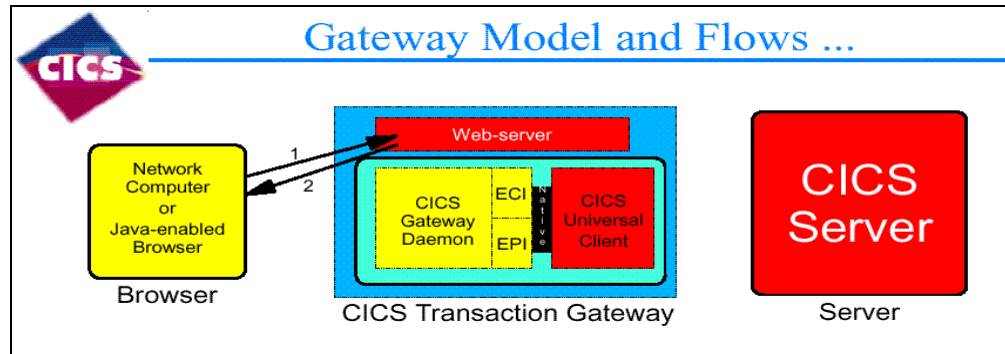 Gateway Model and Flows ...
CICS
Web-server
1
2
Network
Computer
or
Java-enabled
Browser
CICS
Gateway
Daemon
ECI
EPI
Native
CICS
Universal
Client
CICS
Server
Browser
CICS Transaction Gateway
Server